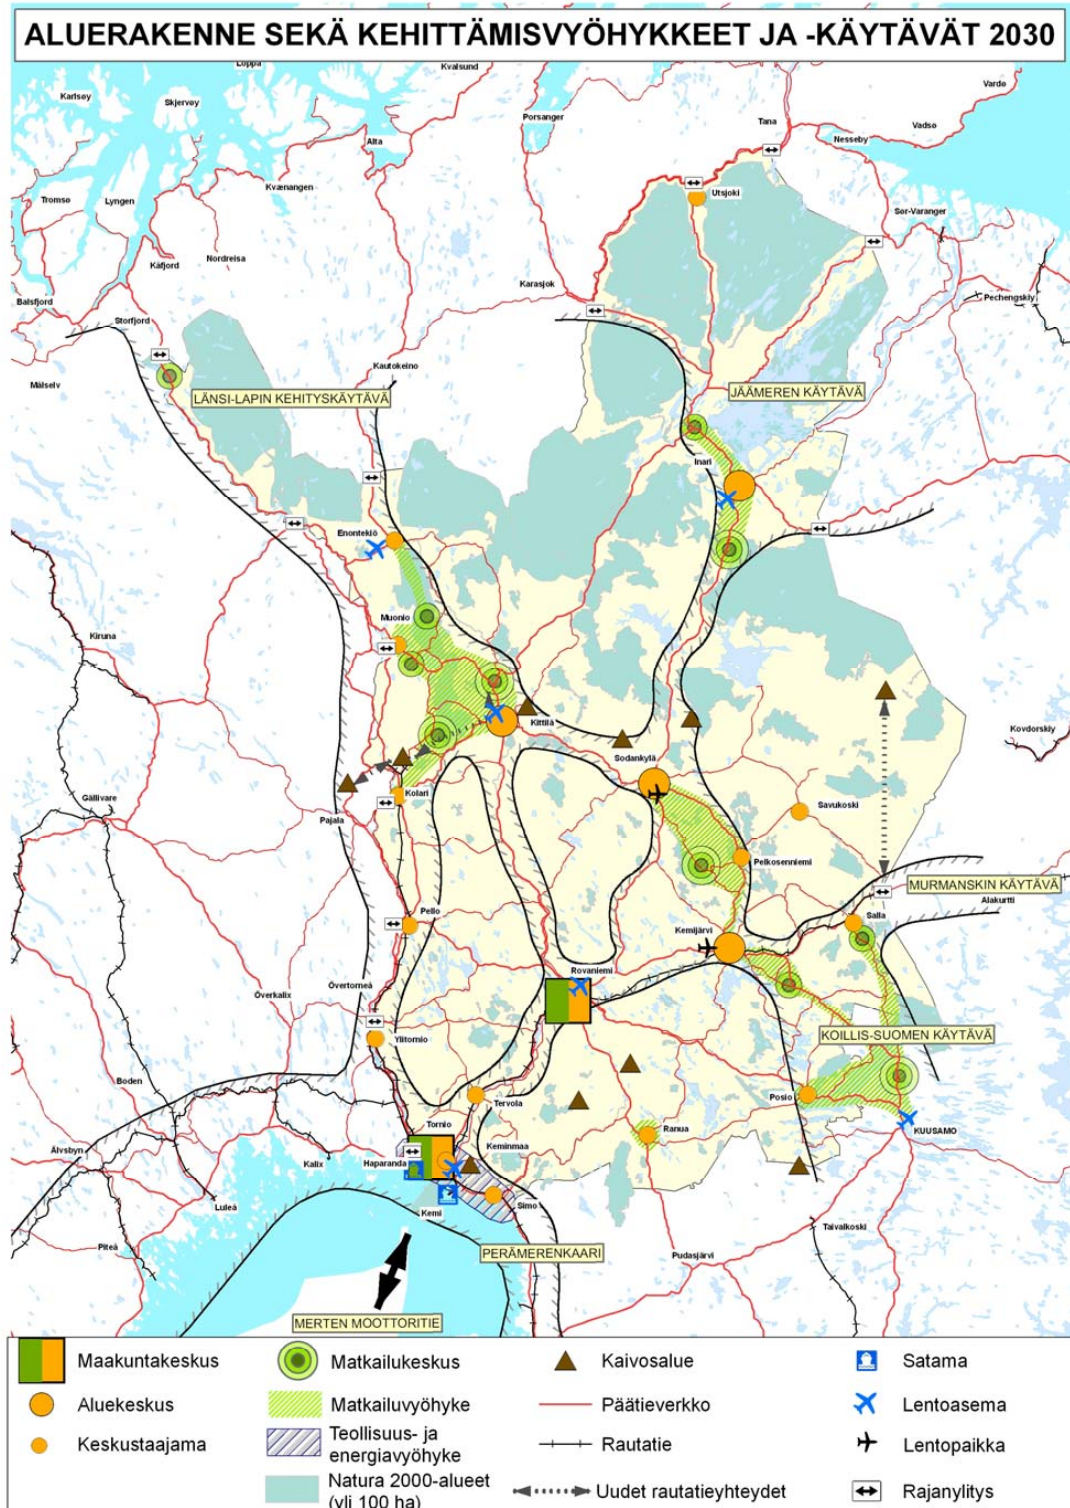 ALUERAKENNE SEKÄ KEHITTÄMISVYÖHYKKEET JA -KÄYTÄVÄT 2030
Loppa
Kvalsund
Karlsøy
Skjervøy
Vardø
Porsanger
Tana
Vadsø
Alta
Nesseby
Kvænangen
Tromsø
Lyngen
Utsjoki
Sør-Varanger
Nordreisa
Kåfjord
Karasjok
Balsfjord
Pechengskiy
Storfjord
Kautokeino
Målselv
LÄNSI-LAPIN KEHITYSKÄYTÄVÄ
JÄÄMEREN KÄYTÄVÄ
Inari
Enontekiö
Muonio
Kiruna
Kittilä
Kovdorskiy
Sodankylä
Gällivare
Kolari
Savukoski
Pajala
Pelkosenniemi
MURMANSKIN KÄYTÄVÄ
Alakurtti
Pello
Salla
Kemijärvi
Rovaniemi
Övertorneå
Överkalix
Ylitornio
KOILLIS-SUOMEN KÄYTÄVÄ
Boden
Posio
Tervola
Tornio
Ranua
KUUSAMO
Keminmaa
Älvsbyn
Kalix
Haparanda
Luleå
Kemi
Simo
Taivalkoski
Piteå
PERÄMERENKAARI
Pudasjärvi
MERTEN MOOTTORITIE
Maakuntakeskus
Matkailukeskus
Kaivosalue
Satama
Aluekeskus
Matkailuvyöhyke
Päätieverkko
Lentoasema
Keskustaajama
Teollisuus- ja
energiavyöhyke
Rautatie
Lentopaikka
Natura 2000-alueet
(yli 100 ha)
Uudet rautatieyhteydet
Rajanylitys